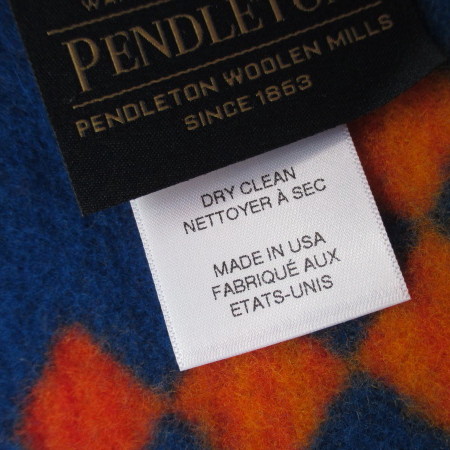 PENDLETON
PENDLETON WOOLEN MILLS
SINCE 1863
DRY CLEAN
NETTOYER À SEC
MADE IN USA
FABRIQUÉ AUX
ETATS-UNIS